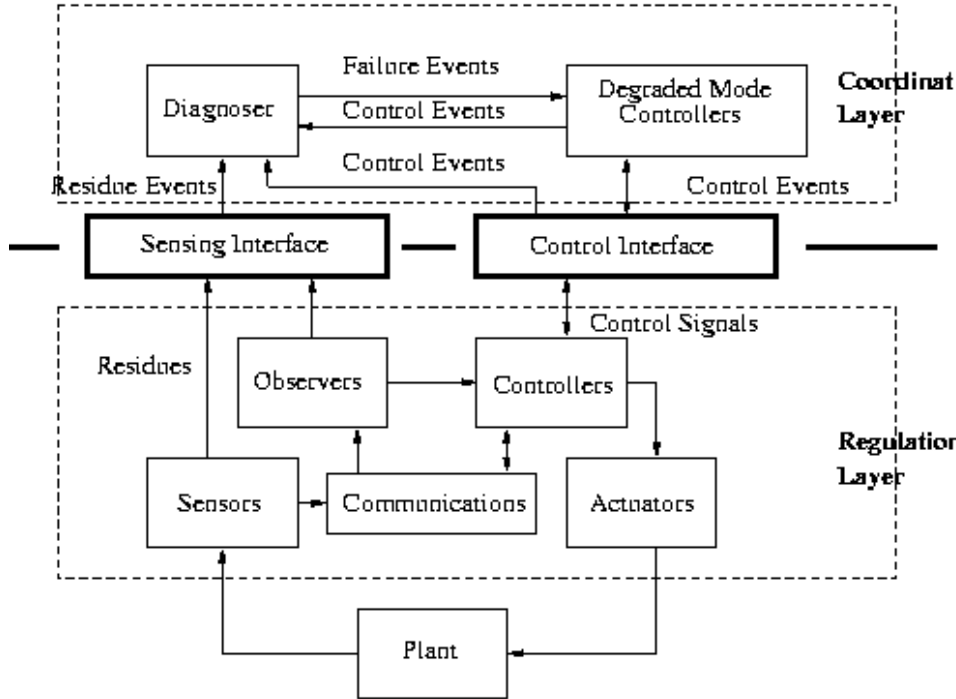 Failure Events
Degraded Mode
Controllers
Coordinat
Layer
Diagnoser
Control Events
Control Events
Residue Events
Control Events
Sensing Interface
Control Interface
Control Signals
Residues
Observers
Controllers
Regulation
Layer
Sensors
Communications
Actuators
Plant